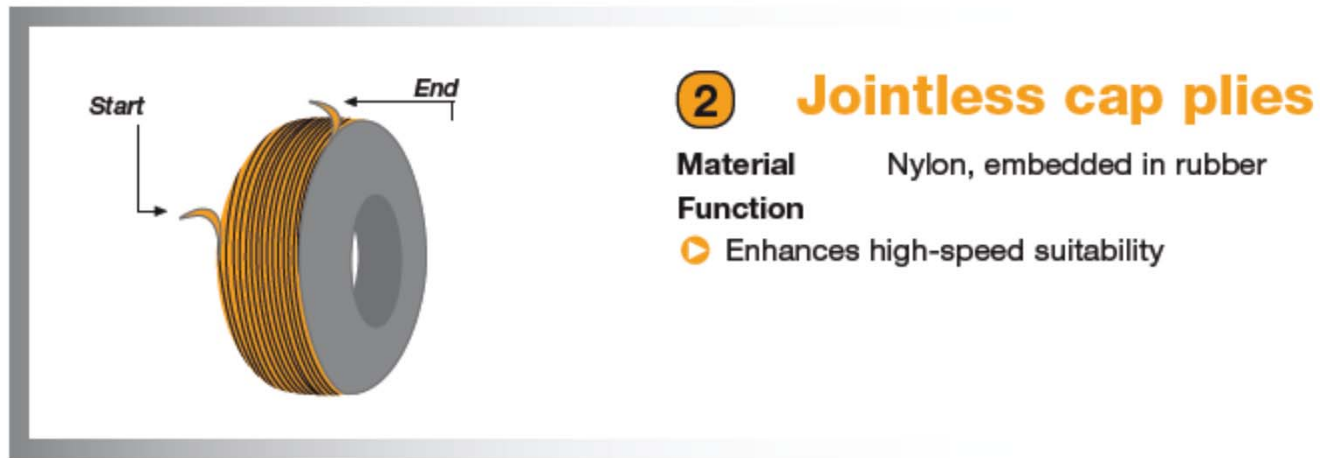 Start
End
2 Jointless cap plies
Material Nylon, embedded in rubber
Function
Enhances high-speed suitability